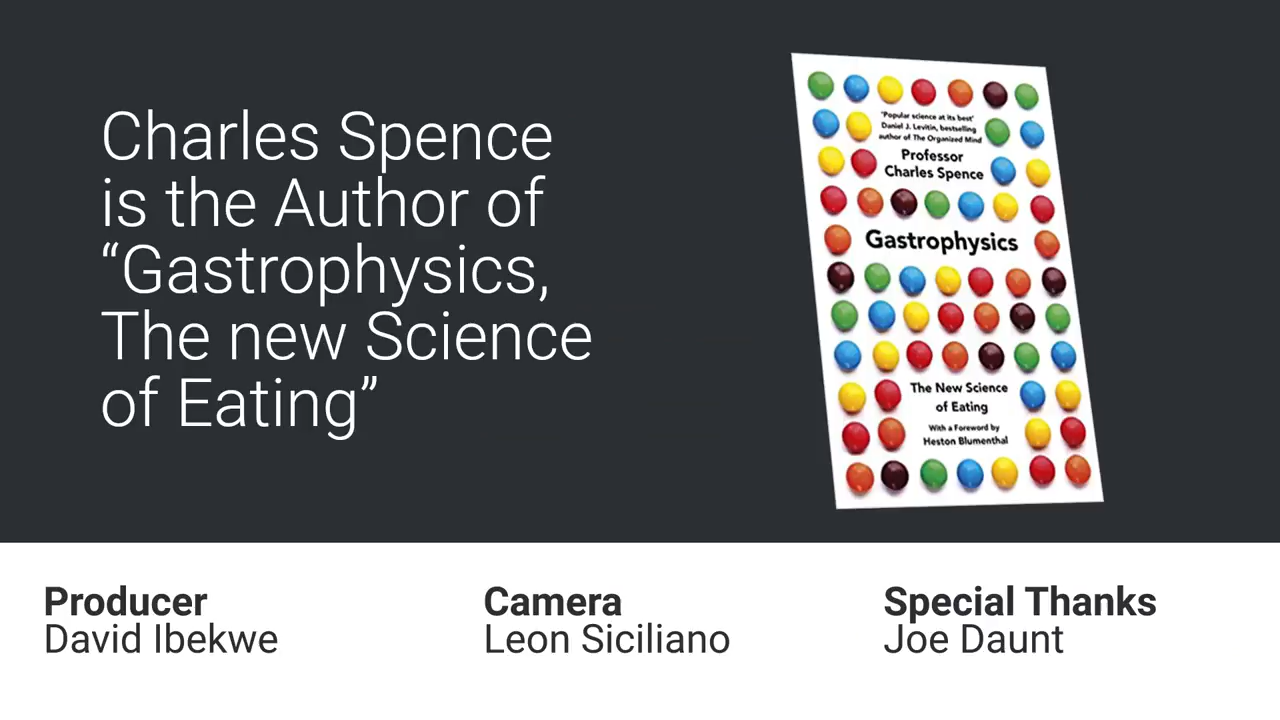 Charles Spence
is the Author of
“Gastrophysics,
The new Science
of Eating”
'Popular science at its best'
Daniel J. Levitin, bestselling
author of The Organized Mind
Professor
Charles Spence
Gastrophysics
The New Science
of Eating
With a Foreword by
Heston Blumenthal
Producer
David Ibekwe
Camera
Leon Siciliano
Special Thanks
Joe Daunt